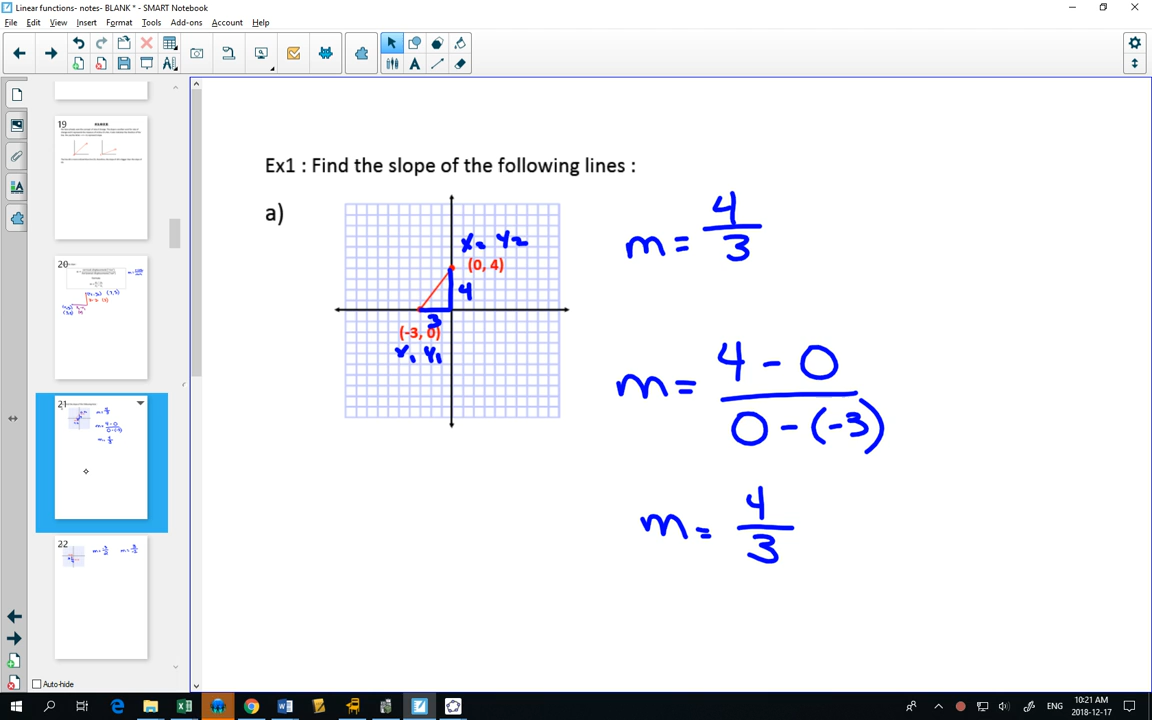 Linear functions- notes- BLANK * - SMART Notebook
File Edit View Insert Format Tools Add-ons Account Help
19
20
21
22
Auto-hide
Ex1 : Find the slope of the following lines :
a)
x2 y2
(0, 4)
4
3
(-3, 0)
x1 y1
m = 4/3
m = 4 - 0 / 0 - (-3)
m = 4/3
ENG
10:21 AM
2018-12-17